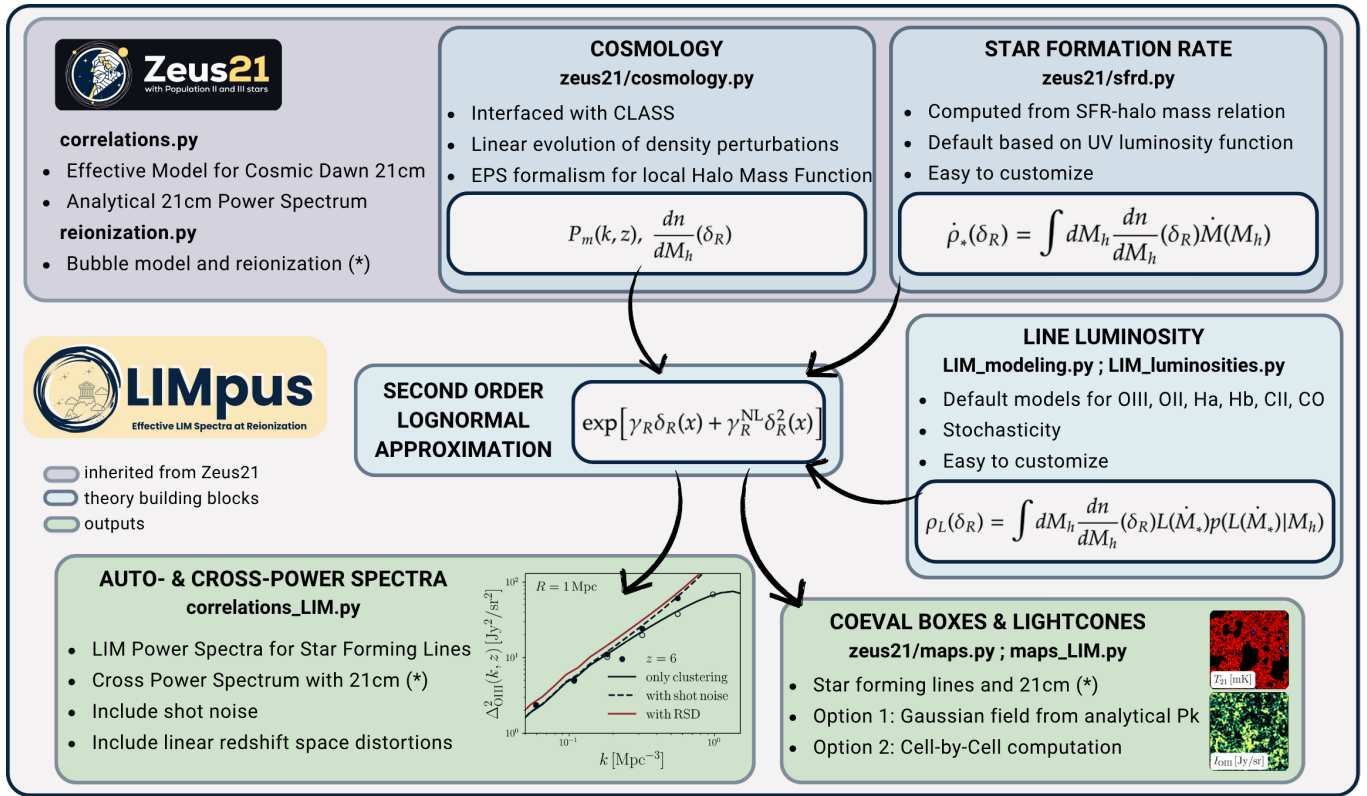 Zeus21
with Population II and III stars
correlations.py
• Effective Model for Cosmic Dawn 21cm
• Analytical 21cm Power Spectrum
reionization.py
• Bubble model and reionization (*)
COSMOLOGY
zeus21/cosmology.py
• Interfaced with CLASS
• Linear evolution of density perturbations
• EPS formalism for local Halo Mass Function
P_m(k, z), dn/dM_h (δ_R)
STAR FORMATION RATE
zeus21/sfrd.py
• Computed from SFR-halo mass relation
• Default based on UV luminosity function
• Easy to customize
ρ̇_*(δ_R) = ∫ dM_h dn/dM_h (δ_R)Ṁ(M_h)
LIMpus
Effective LIM Spectra at Reionization
inherited from Zeus21
theory building blocks
outputs
SECOND ORDER
LOGNORMAL
APPROXIMATION
exp[γ_R δ_R(x) + γ_R^NL δ_R^2(x)]
LINE LUMINOSITY
LIM_modeling.py ; LIM_luminosities.py
• Default models for OIII, OII, Ha, Hb, CII, CO
• Stochasticity
• Easy to customize
ρ_L(δ_R) = ∫ dM_h dn/dM_h (δ_R)L(Ṁ_*)p(L(Ṁ_*)|M_h)
AUTO- & CROSS-POWER SPECTRA
correlations_LIM.py
• LIM Power Spectra for Star Forming Lines
• Cross Power Spectrum with 21cm (*)
• Include shot noise
• Include linear redshift space distortions
Δ²_OIII(k, z) [Jy²/sr²]
10²
10¹
10⁰
R = 1 Mpc
z = 6
only clustering
with shot noise
with RSD
10⁻¹
10⁰
k [Mpc⁻³]
COEVAL BOXES & LIGHTCONES
zeus21/maps.py ; maps_LIM.py
• Star forming lines and 21cm (*)
• Option 1: Gaussian field from analytical Pk
• Option 2: Cell-by-Cell computation
T₂₁ [mK]
I_OIII [Jy/sr]